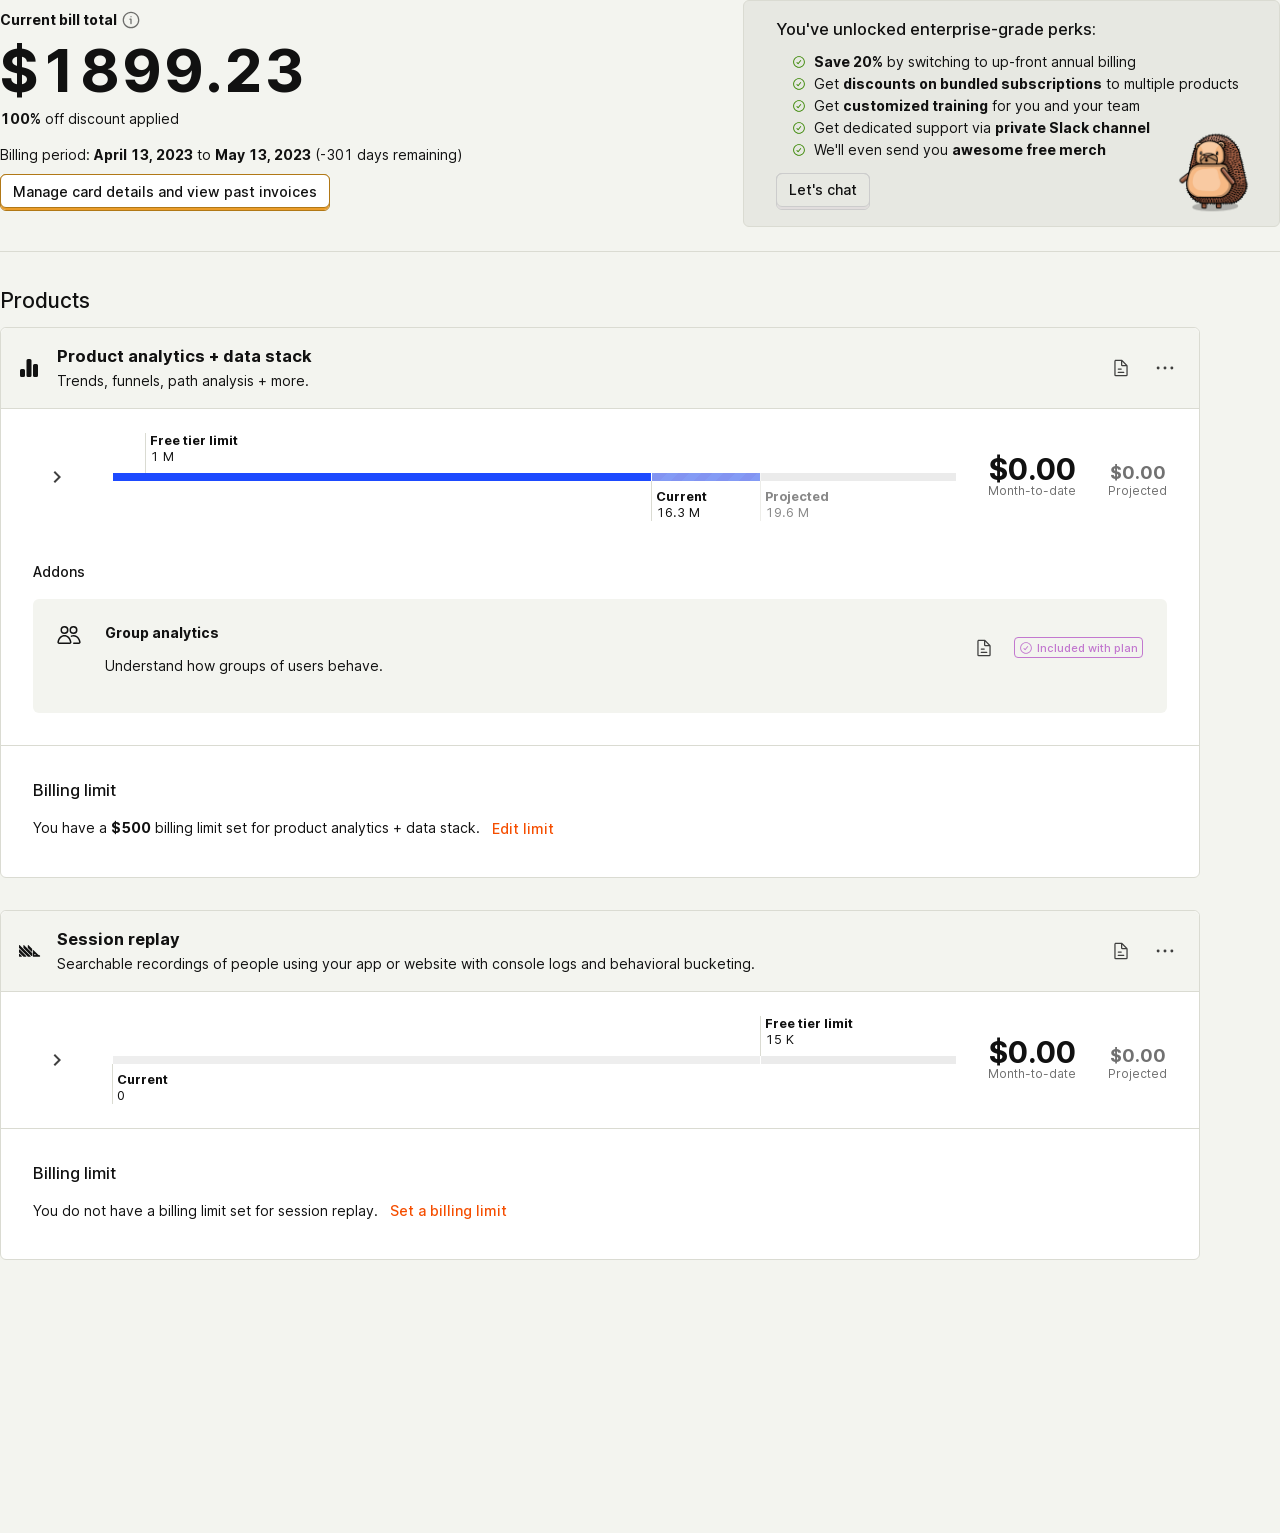 Current bill total
$1899.23
100% off discount applied
Billing period: April 13, 2023 to May 13, 2023 (-301 days remaining)
Manage card details and view past invoices
You've unlocked enterprise-grade perks:
Save 20% by switching to up-front annual billing
Get discounts on bundled subscriptions to multiple products
Get customized training for you and your team
Get dedicated support via private Slack channel
We'll even send you awesome free merch
Let's chat
Products
Product analytics + data stack
Trends, funnels, path analysis + more.
Free tier limit
1 M
Current
16.3 M
Projected
19.6 M
$0.00
Month-to-date
$0.00
Projected
Addons
Group analytics
Understand how groups of users behave.
Included with plan
Billing limit
You have a $500 billing limit set for product analytics + data stack. Edit limit
Session replay
Searchable recordings of people using your app or website with console logs and behavioral bucketing.
Free tier limit
15 K
Current
0
$0.00
Month-to-date
$0.00
Projected
Billing limit
You do not have a billing limit set for session replay. Set a billing limit